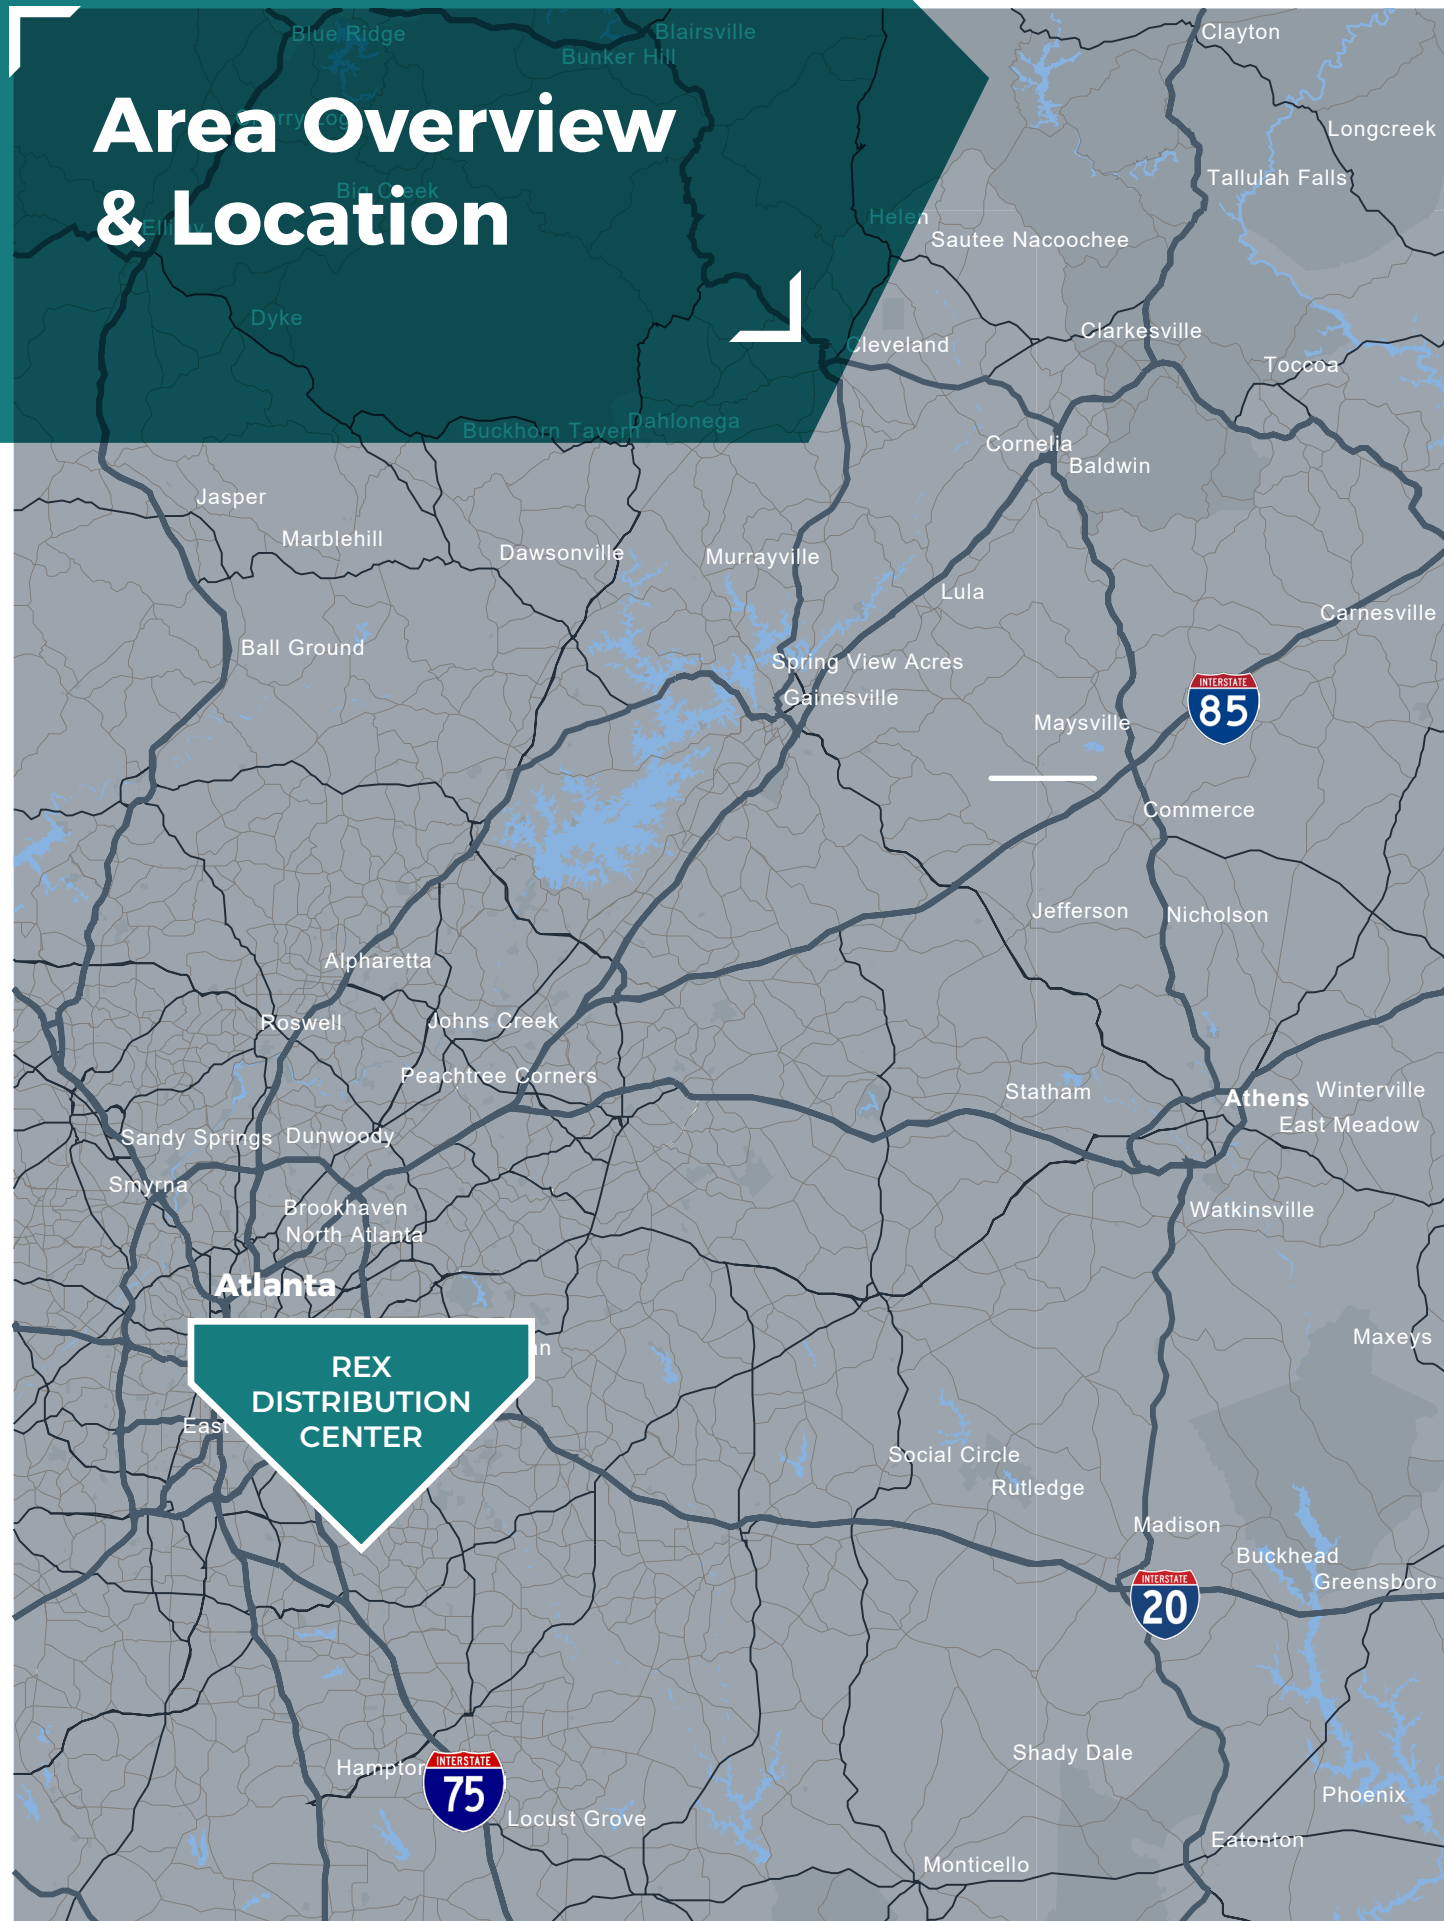 Blue Ridge
Blairsville
Clayton
Bunker Hill
Area Overview
Cherry Log
Longcreek
& Location
Big Creek
Tallulah Falls
Ellijay
Helen
Sautee Nacoochee
Dyke
Clarkesville
Cleveland
Toccoa
Dahlonega
Buckhorn Tavern
Cornelia
Baldwin
Jasper
Marblehill
Dawsonville
Murrayville
Lula
Carnesville
Ball Ground
Spring View Acres
Gainesville
INTERSTATE
85
Maysville
Commerce
Jefferson
Nicholson
Alpharetta
Roswell
Johns Creek
Peachtree Corners
Statham
Athens
Winterville
East Meadow
Sandy Springs
Dunwoody
Smyrna
Brookhaven
North Atlanta
Watkinsville
Atlanta
Maxeys
REX
DISTRIBUTION
CENTER
East
Social Circle
Rutledge
Madison
Buckhead
Greensboro
INTERSTATE
20
Shady Dale
Hampton
INTERSTATE
75
Phoenix
Locust Grove
Eatonton
Monticello